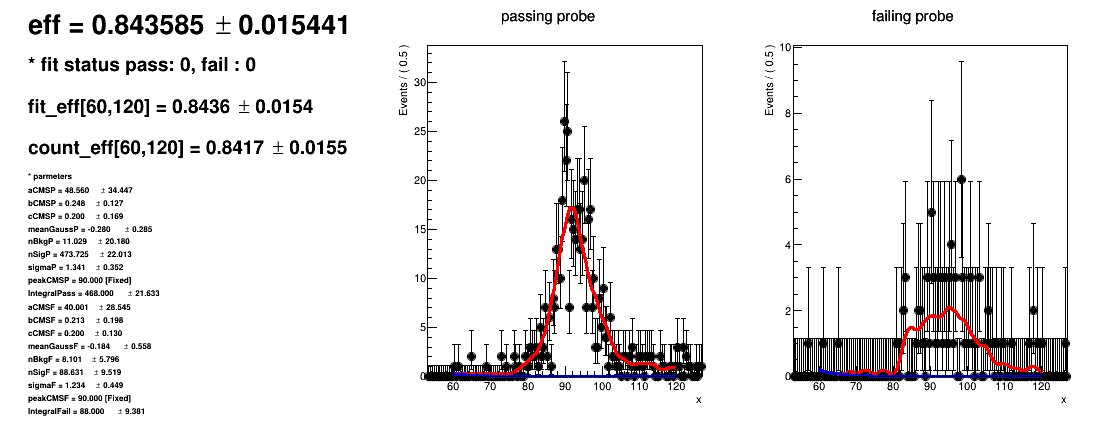 eff = 0.843585 ± 0.015441
* fit status pass: 0, fail : 0
fit_eff[60,120] = 0.8436 ± 0.0154
count_eff[60,120] = 0.8417 ± 0.0155
* parmeters
aCMSP = 48.560 ± 34.447
bCMSP = 0.248 ± 0.127
cCMSP = 0.200 ± 0.169
meanGaussP = -0.280 ± 0.285
nBkgP = 11.029 ± 20.180
nSigP = 473.725 ± 22.013
sigmaP = 1.341 ± 0.352
peakCMSP = 90.000 [Fixed]
IntegralPass = 468.000 ± 21.633
aCMSF = 40.001 ± 28.545
bCMSF = 0.213 ± 0.198
cCMSF = 0.200 ± 0.130
meanGaussF = -0.184 ± 0.558
nBkgF = 8.101 ± 5.796
nSigF = 88.631 ± 9.519
sigmaF = 1.234 ± 0.449
peakCMSF = 90.000 [Fixed]
IntegralFail = 88.000 ± 9.381
passing probe
Events / ( 0.5 )
30
25
20
15
10
5
0
60 70 80 90 100 110 120
x
failing probe
Events / ( 0.5 )
10
8
6
4
2
0
60 70 80 90 100 110 120
x